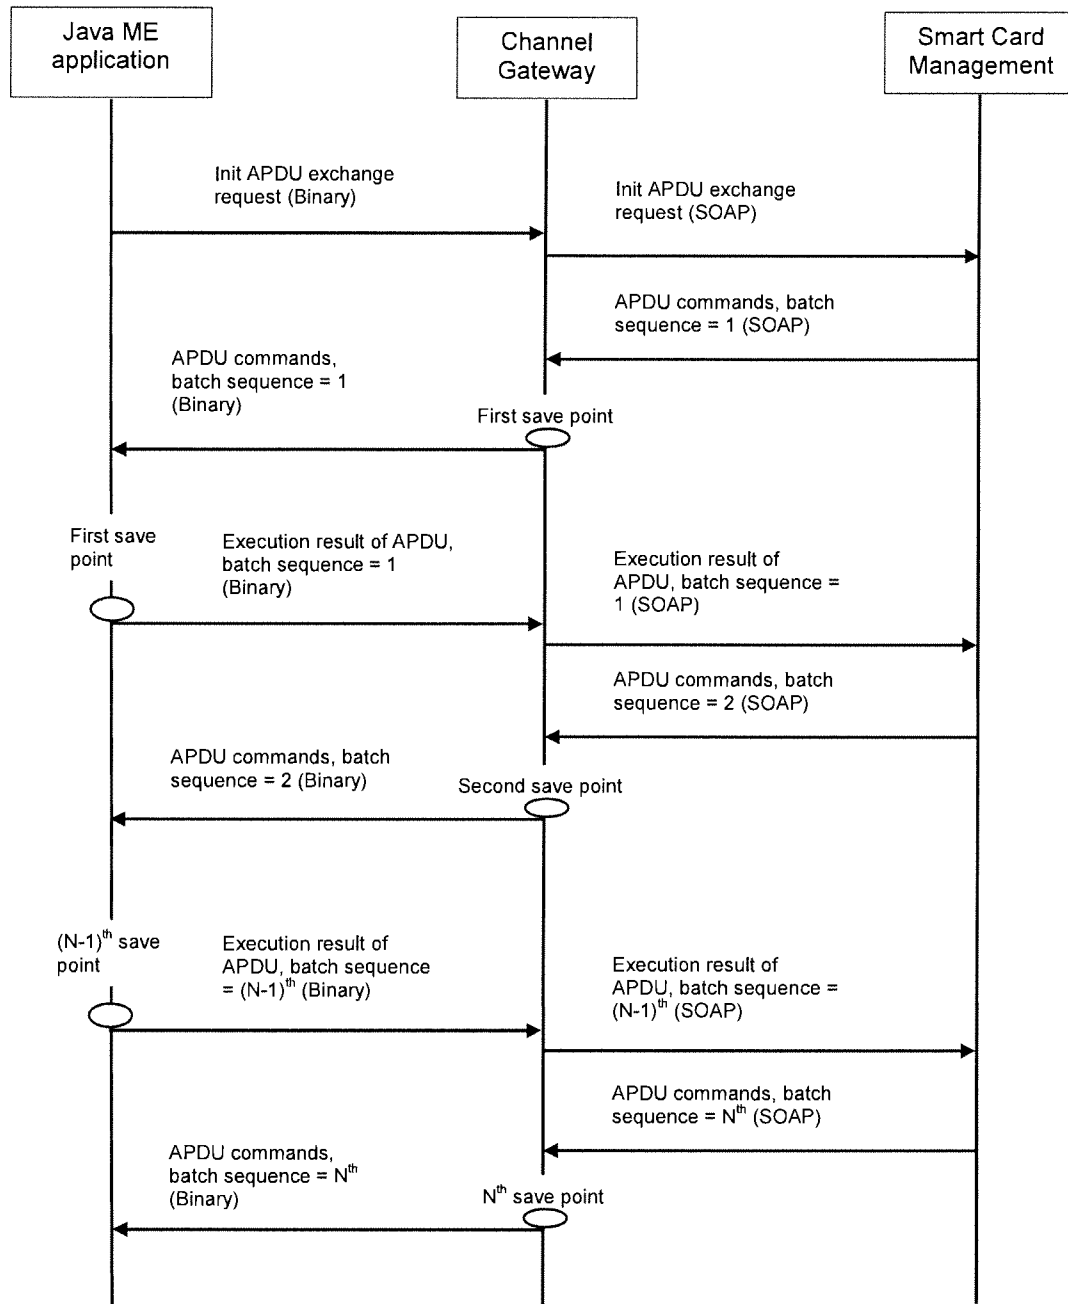 Java ME
application
Channel
Gateway
Smart Card
Management
Init APDU exchange
request (Binary)
Init APDU exchange
request (SOAP)
APDU commands, batch
sequence = 1 (SOAP)
APDU commands,
batch sequence = 1
(Binary)
First save point
First save
point
Execution result of APDU,
batch sequence = 1
(Binary)
Execution result of
APDU, batch sequence =
1 (SOAP)
APDU commands, batch
sequence = 2 (SOAP)
APDU commands, batch
sequence = 2 (Binary)
Second save point
(N-1)th save
point
Execution result of
APDU, batch sequence
= (N-1)th (Binary)
Execution result of
APDU, batch sequence =
(N-1)th (SOAP)
APDU commands, batch
sequence = Nth (SOAP)
APDU commands,
batch sequence = Nth
(Binary)
Nth save point